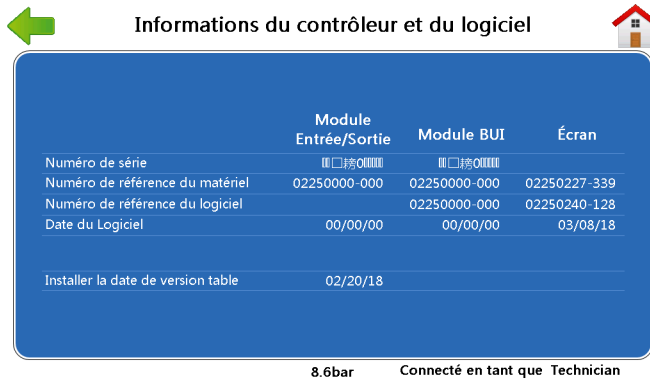 Informations du contrôleur et du logiciel
Module Entrée/Sortie Module BUI Écran
Numéro de série
Numéro de référence du matériel 02250000-000 02250000-000 02250227-339
Numéro de référence du logiciel 02250000-000 02250240-128
Date du Logiciel 00/00/00 00/00/00 03/08/18
Installer la date de version table 02/20/18
8.6bar Connecté en tant que Technician